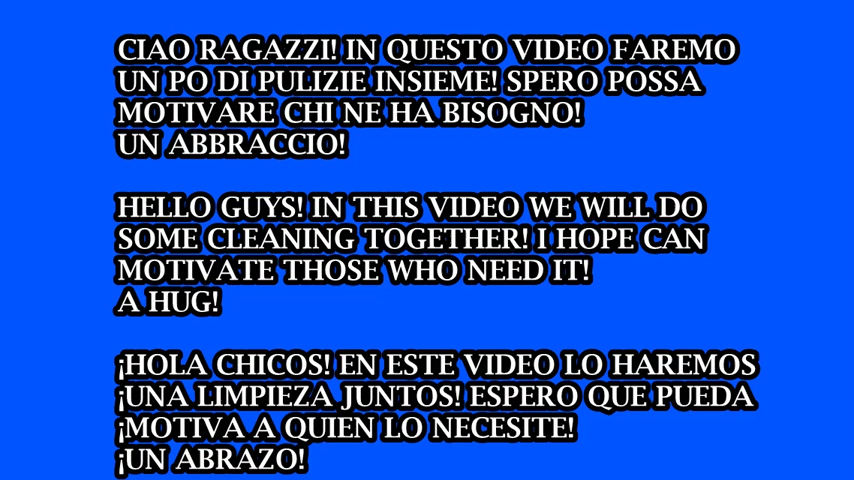 CIAO RAGAZZI! IN QUESTO VIDEO FAREMO
UN PO DI PULIZIE INSIEME! SPERO POSSA
MOTIVARE CHI NE HA BISOGNO!
UN ABBRACCIO!
HELLO GUYS! IN THIS VIDEO WE WILL DO
SOME CLEANING TOGETHER! I HOPE CAN
MOTIVATE THOSE WHO NEED IT!
A HUG!
¡HOLA CHICOS! EN ESTE VIDEO LO HAREMOS
¡UNA LIMPIEZA JUNTOS! ESPERO QUE PUEDA
¡MOTIVA A QUIEN LO NECESITE!
¡UN ABRAZO!